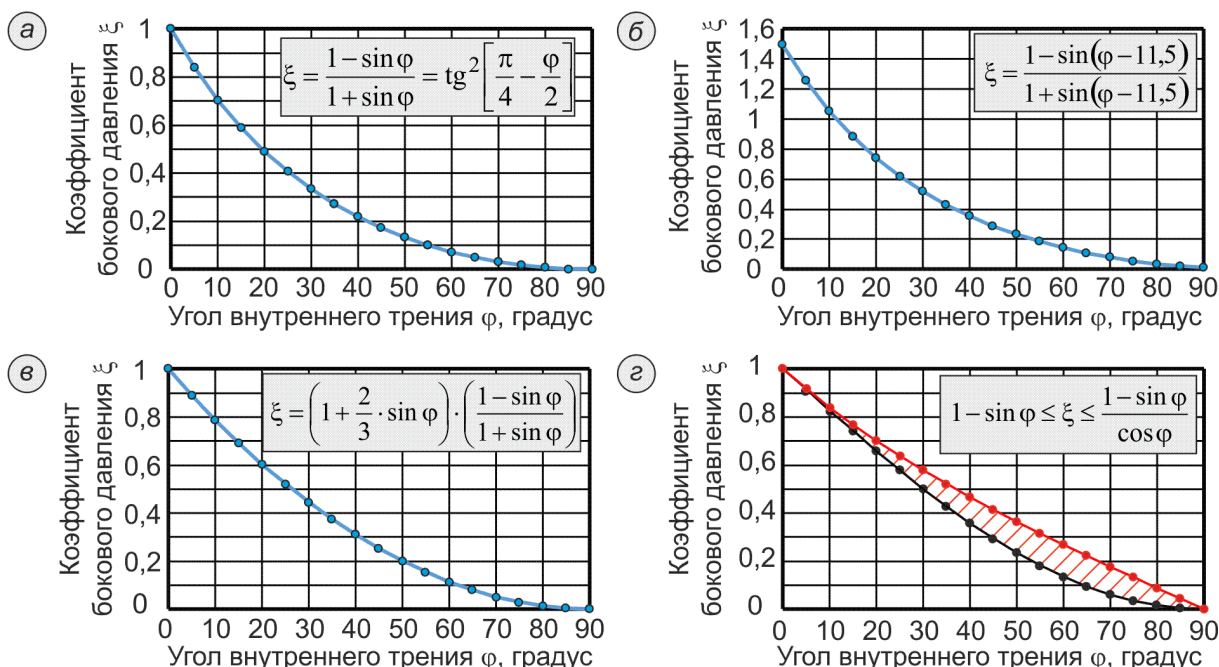 а
Коэффициент
бокового давления ξ
1
0,8
0,6
0,4
0,2
0
0 10 20 30 40 50 60 70 80 90
Угол внутреннего трения φ, градус
ξ = (1 − sin φ)/(1 + sin φ) = tg²[π/4 − φ/2]
б
Коэффициент
бокового давления ξ
1,6
1,4
1,2
1
0,8
0,6
0,4
0,2
0
0 10 20 30 40 50 60 70 80 90
Угол внутреннего трения φ, градус
ξ = (1 − sin(φ − 11,5))/(1 + sin(φ − 11,5))
в
Коэффициент
бокового давления ξ
1
0,8
0,6
0,4
0,2
0
0 10 20 30 40 50 60 70 80 90
Угол внутреннего трения φ, градус
ξ = (1 + 2/3 · sin φ) · ((1 − sin φ)/(1 + sin φ))
г
Коэффициент
бокового давления ξ
1
0,8
0,6
0,4
0,2
0
0 10 20 30 40 50 60 70 80 90
Угол внутреннего трения φ, градус
1 − sin φ ≤ ξ ≤ (1 − sin φ)/cos φ